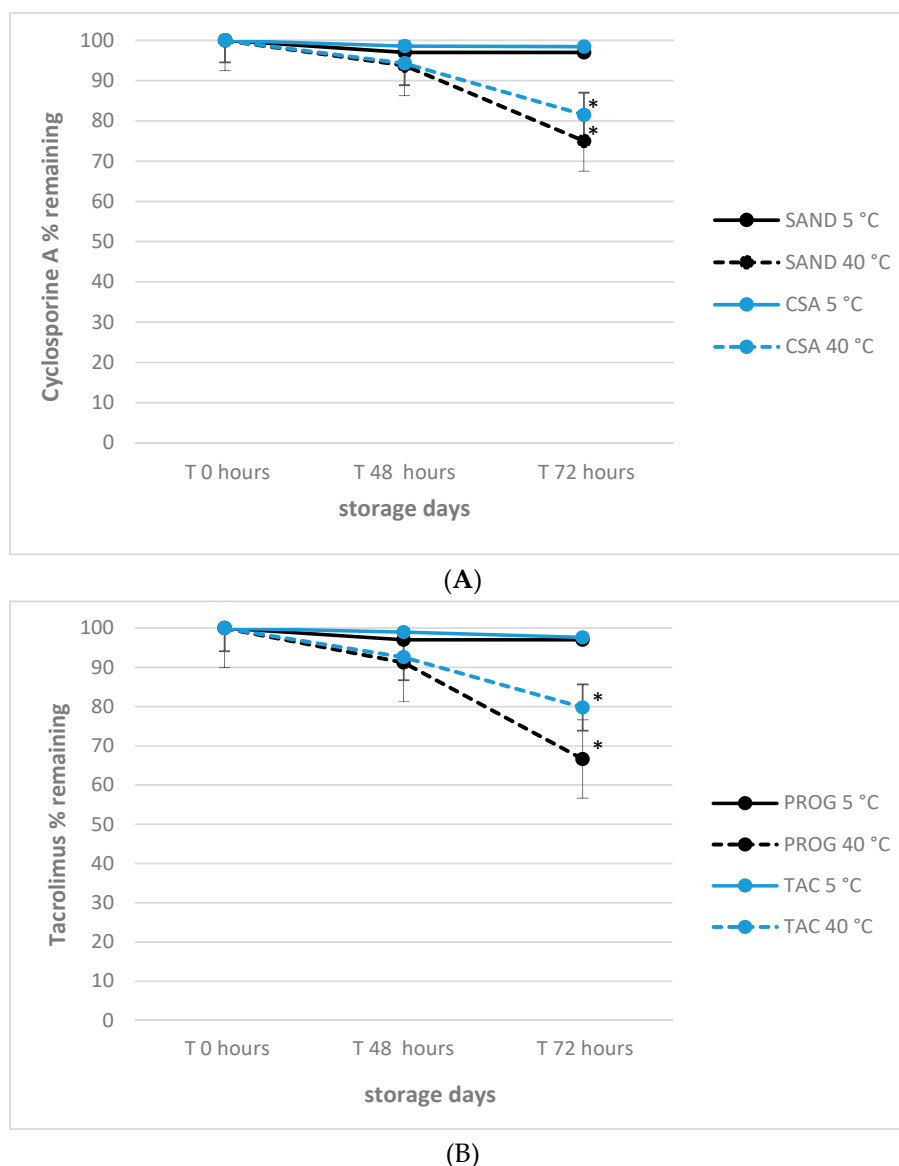 100
90
80
70
60
50
40
30
20
10
0
Cyclosporine A % remaining
*
*
T 0 hours
T 48 hours
T 72 hours
storage days
SAND 5 °C
SAND 40 °C
CSA 5 °C
CSA 40 °C
(A)
100
90
80
70
60
50
40
30
20
10
0
Tacrolimus % remaining
*
*
T 0 hours
T 48 hours
T 72 hours
storage days
PROG 5 °C
PROG 40 °C
TAC 5 °C
TAC 40 °C
(B)